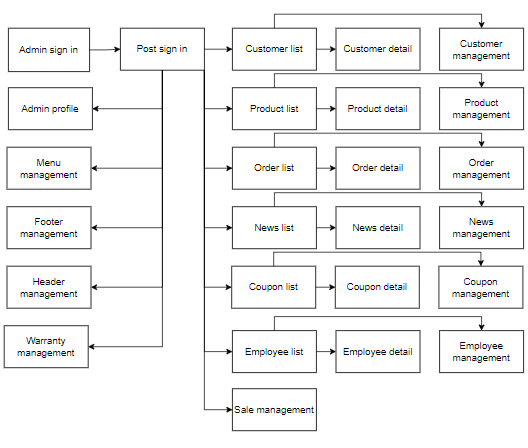 Admin sign in
Post sign in
Customer list
Customer detail
Customer
management
Admin profile
Product list
Product detail
Product
management
Menu
management
Order list
Order detail
Order
management
Footer
management
News list
News detail
News
management
Header
management
Coupon list
Coupon detail
Coupon
management
Warranty
management
Employee list
Employee detail
Employee
management
Sale management